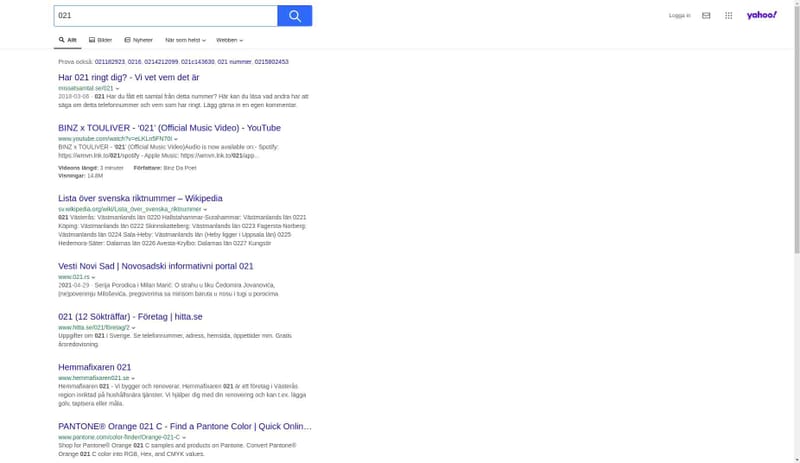 021
Logga in
yahoo!
Allt
Bilder
Nyheter
När som helst
Webben
Prova också: 021182923, 0216, 0214212099, 021c143630, 021 nummer, 0215802453
Har 021 ringt dig? - Vi vet vem det är
missatsamtal.se/021
2018-03-08 · 021 Har du fått ett samtal från detta nummer? Här kan du läsa vad andra har att
säga om detta telefonnummer och vem som har ringt. Lägg gärna in en egen kommentar.
BINZ x TOULIVER - '021' (Official Music Video) - YouTube
www.youtube.com/watch?v=eLKLn5FN70I
BINZ x TOULIVER - '021' (Official Music Video)Audio is now available on:- Spotify:
https://wmvn.lnk.to/021/spotify - Apple Music: https://wmvn.lnk.to/021/app...
Videons längd: 3 minuter Författare: Binz Da Poet
Visningar: 14.8M
Lista över svenska riktnummer – Wikipedia
sv.wikipedia.org/wiki/Lista_över_svenska_riktnummer
021 Västerås: Västmanlands län 0220 Hallstahammar-Surahammar: Västmanlands län 0221
Köping: Västmanlands län 0222 Skinnskatteberg: Västmanlands län 0223 Fagersta-Norberg:
Västmanlands län 0224 Sala-Heby: Västmanlands län (Heby ligger i Uppsala län) 0225
Hedemora-Säter: Dalarnas län 0226 Avesta-Krylbo: Dalarnas län 0227 Kungsör
Vesti Novi Sad | Novosadski informativni portal 021
www.021.rs
2021-04-29 · Serija Porodica i Milan Marić: O strahu u liku Čedomira Jovanovića,
(ne)poverenju Miloševića, pregovorima sa mirisom baruta u nosu i tugi u porocima
021 (12 Sökträffar) - Företag | hitta.se
www.hitta.se/021/företag/2
Uppgifter om 021 i Sverige. Se telefonnummer, adress, hemsida, öppettider mm. Gratis
årsredovisning.
Hemmafixaren 021
www.hemmafixaren021.se
Hemmafixaren 021 - Vi bygger och renoverar. Hemmafixaren 021 är ett företag i Västerås
region inriktad på hushållsnära tjänster. Vi hjälper dig med din renovering och kan t.ex. lägga
golv, tapetsera eller måla.
PANTONE® Orange 021 C - Find a Pantone Color | Quick Onlin…
www.pantone.com/color-finder/Orange-021-C
Shop for Pantone® Orange 021 C samples and products on Pantone. Convert Pantone®
Orange 021 C color into RGB, Hex, and CMYK values.